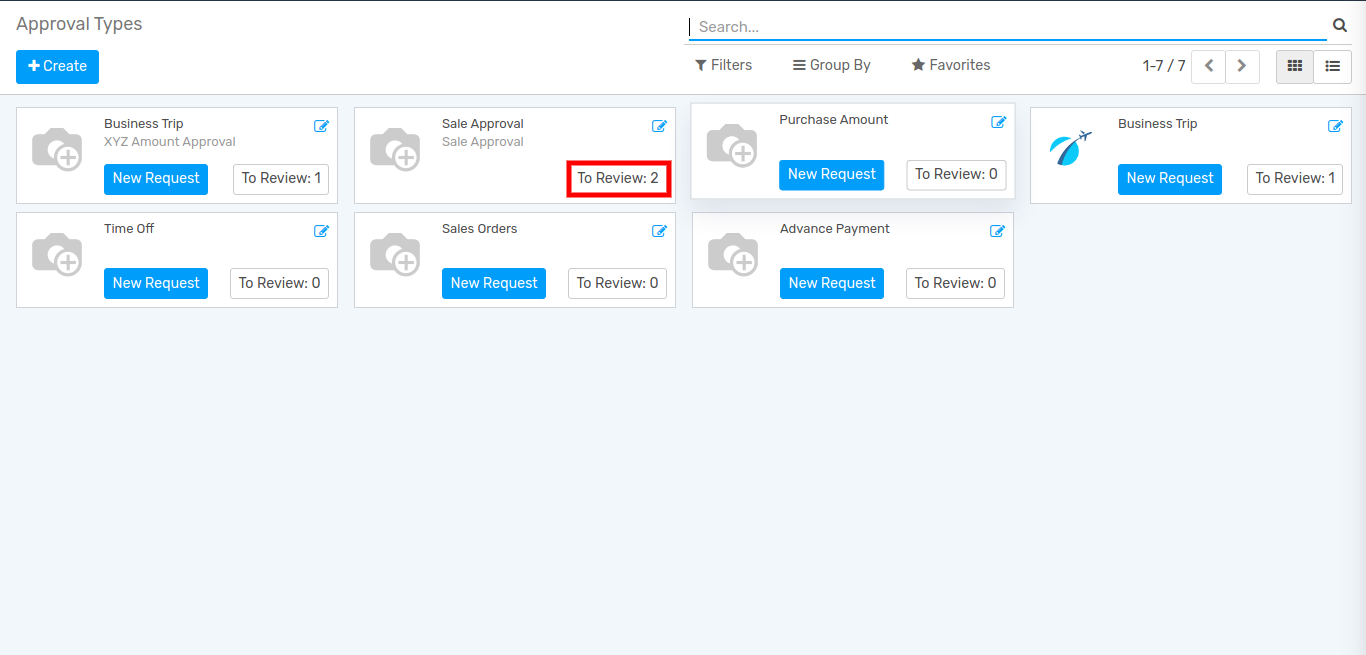 Approval Types
Search...
Create
Filters
Group By
Favorites
1-7 / 7
Business Trip
XYZ Amount Approval
New Request
To Review: 1
Sale Approval
Sale Approval
To Review: 2
Purchase Amount
New Request
To Review: 0
Business Trip
New Request
To Review: 1
Time Off
New Request
To Review: 0
Sales Orders
New Request
To Review: 0
Advance Payment
New Request
To Review: 0